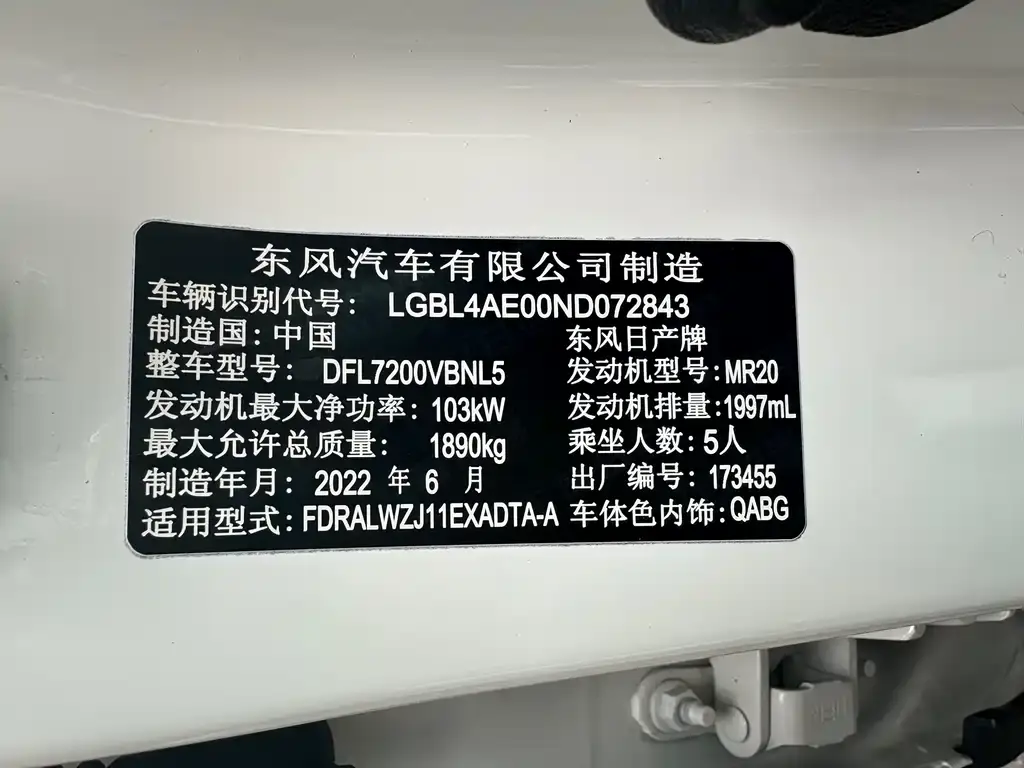 东风汽车有限公司制造
车辆识别代号: LGBL4AE00ND072843
制造国: 中国 东风日产牌
整车型号: DFL7200VBNL5 发动机型号: MR20
发动机最大净功率: 103kW 发动机排量: 1997mL
最大允许总质量: 1890kg 乘坐人数: 5人
制造年月: 2022 年 6 月 出厂编号: 173455
适用型式: FDRALWZJ11EXADTA-A 车体色内饰: QABG